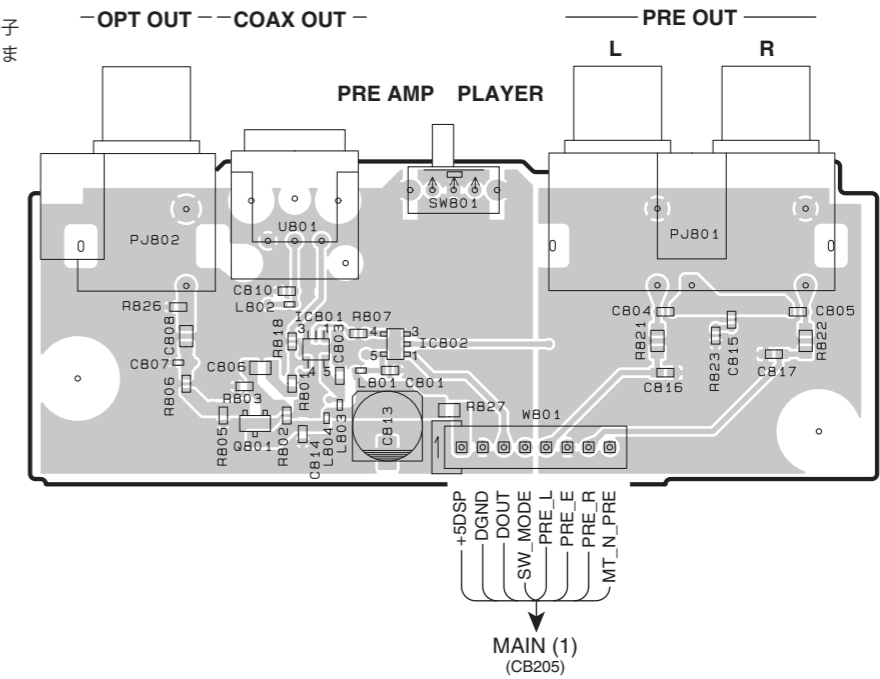 子
ま
OPT OUT
COAX OUT
PRE OUT
L
R
PRE AMP
PLAYER
SW801
PJ802
U801
PJ801
C810
L802
R826
C808
R818
IC801
3 1
4 5
C803
R807
4 3
5 1
IC802
C804
C805
R821
R823
C815
R822
C807
R806
C806
R803
R801
L801
C801
C816
C817
R805
Q801
R802
C814
L804
L803
C813
R827
W801
1
+5DSP
DGND
DOUT
SW_MODE
PRE_L
PRE_E
PRE_R
MT_N_PRE
MAIN (1)
(CB205)